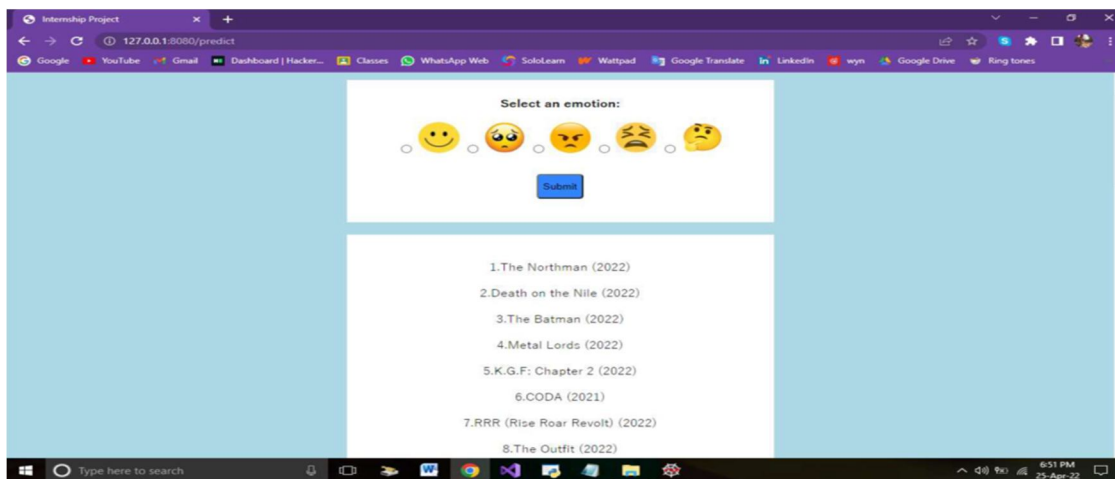 Internship Project
127.0.0.1:8080/predict
Google YouTube Gmail Dashboard | Hacker... Classes WhatsApp Web SoloLearn Wattpad Google Translate LinkedIn wyn Google Drive Ring tones
Select an emotion:
Submit
1.The Northman (2022)
2.Death on the Nile (2022)
3.The Batman (2022)
4.Metal Lords (2022)
5.K.G.F: Chapter 2 (2022)
6.CODA (2021)
7.RRR (Rise Roar Revolt) (2022)
8.The Outfit (2022)
Type here to search
6:51 PM
25-Apr-22